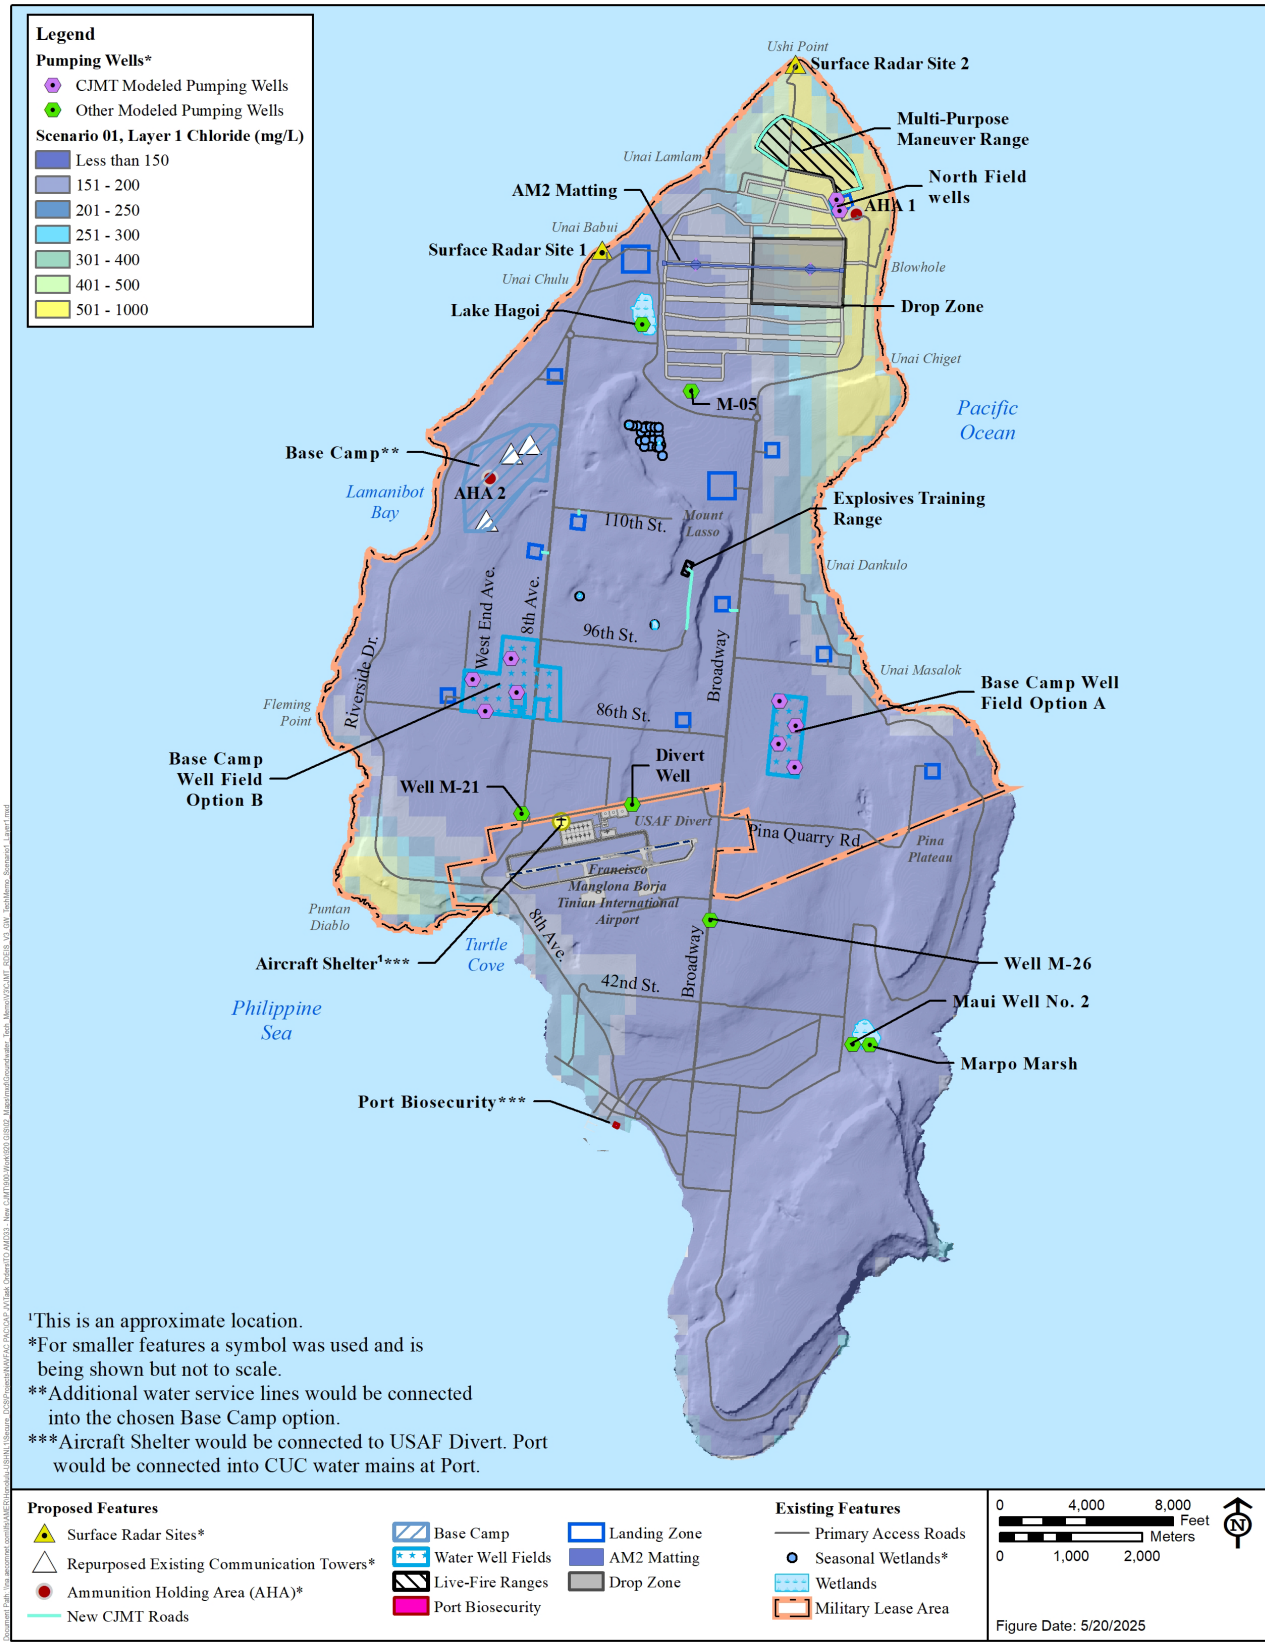 Legend
Pumping Wells*
CJMT Modeled Pumping Wells
Other Modeled Pumping Wells
Scenario 01, Layer 1 Chloride (mg/L)
Less than 150
151 - 200
201 - 250
251 - 300
301 - 400
401 - 500
501 - 1000
Ushi Point
Surface Radar Site 2
Multi-Purpose
Maneuver Range
Unai Lamlam
North Field
wells
AM2 Matting
AHA 1
Unai Babui
Surface Radar Site 1
Unai Chulu
Blowhole
Lake Hagoi
Drop Zone
Unai Chiget
M-05
Pacific
Ocean
Base Camp**
AHA 2
Lamanibot
Bay
Explosives Training
Range
110th St.
Mount
Lasso
Unai Dankulo
West End Ave.
8th Ave.
96th St.
Broadway
Riverside Dr.
Unai Masalok
Fleming
Point
Base Camp Well
Field Option A
86th St.
Base Camp
Well Field
Option B
Divert
Well
Well M-21
USAF Divert
Pina Quarry Rd.
Pina
Plateau
Francisco
Manglona Borja
Tinian International
Airport
Puntan
Diablo
8th Ave.
Turtle
Cove
Aircraft Shelter¹***
Broadway
Well M-26
42nd St.
Maui Well No. 2
Philippine
Sea
Marpo Marsh
Port Biosecurity***
¹This is an approximate location.
*For smaller features a symbol was used and is
being shown but not to scale.
**Additional water service lines would be connected
into the chosen Base Camp option.
***Aircraft Shelter would be connected to USAF Divert. Port
would be connected into CUC water mains at Port.
Proposed Features
Surface Radar Sites*
Repurposed Existing Communication Towers*
Ammunition Holding Area (AHA)*
New CJMT Roads
Base Camp
Water Well Fields
Live-Fire Ranges
Port Biosecurity
Landing Zone
AM2 Matting
Drop Zone
Existing Features
Primary Access Roads
Seasonal Wetlands*
Wetlands
Military Lease Area
0 4,000 8,000
Feet
Meters
0 1,000 2,000
N
Figure Date: 5/20/2025